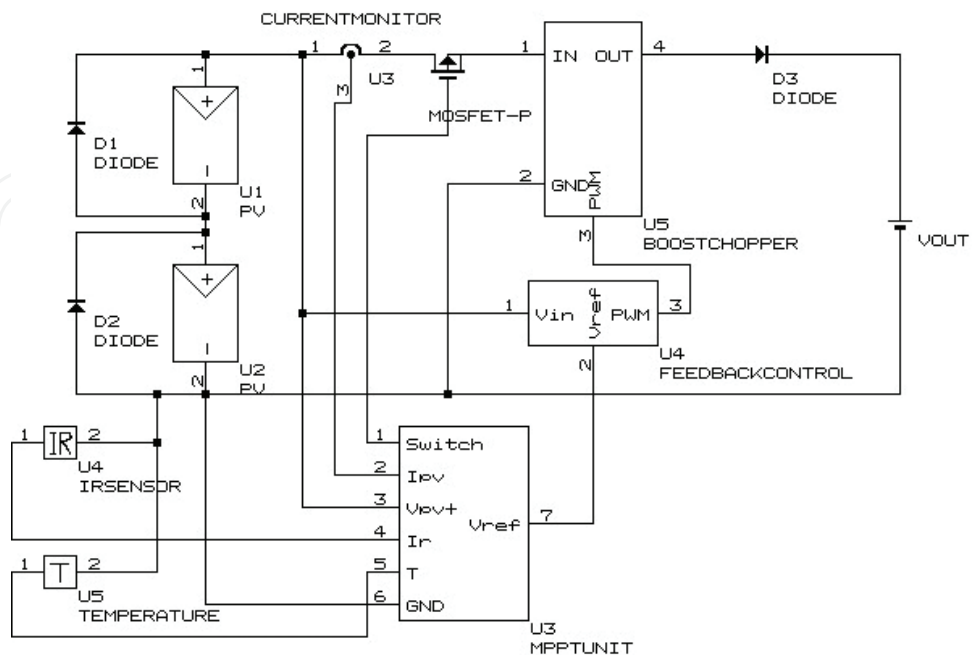 CURRENTMONITOR
1 2
U3
3
MOSFET-P
1 IN OUT 4
D3
DIODE
2 GND
PWM
3
U5
BOOSTCHOPPER
VOUT
1
+
D1
DIODE
2
U1
PV
1
+
D2
DIODE
2
U2
PV
1 Vin Vref PWM 3
2
U4
FEEDBACKCONTROL
1 IR 2
U4
IRSENSOR
1 T 2
U5
TEMPERATURE
1 Switch
2 Ipv
3 Vpv+
Vref 7
4 Ir
5 T
6 GND
U3
MPPTUNIT